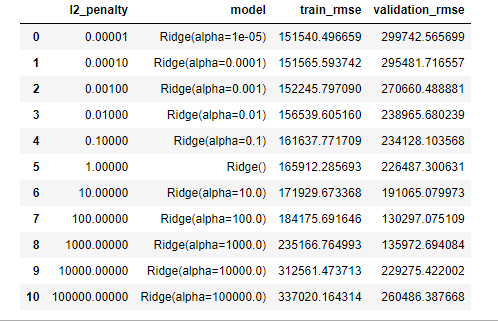 l2_penalty model train_rmse validation_rmse
0 0.00001 Ridge(alpha=1e-05) 151540.496659 299742.565699
1 0.00010 Ridge(alpha=0.0001) 151565.593742 295481.716557
2 0.00100 Ridge(alpha=0.001) 152245.797090 270660.488881
3 0.01000 Ridge(alpha=0.01) 156539.605160 238965.680239
4 0.10000 Ridge(alpha=0.1) 161637.771709 234128.103568
5 1.00000 Ridge() 165912.285693 226487.300631
6 10.00000 Ridge(alpha=10.0) 171929.673368 191065.079973
7 100.00000 Ridge(alpha=100.0) 184175.691646 130297.075109
8 1000.00000 Ridge(alpha=1000.0) 235166.764993 135972.694084
9 10000.00000 Ridge(alpha=10000.0) 312561.473713 229275.422002
10 100000.00000 Ridge(alpha=100000.0) 337020.164314 260486.387668